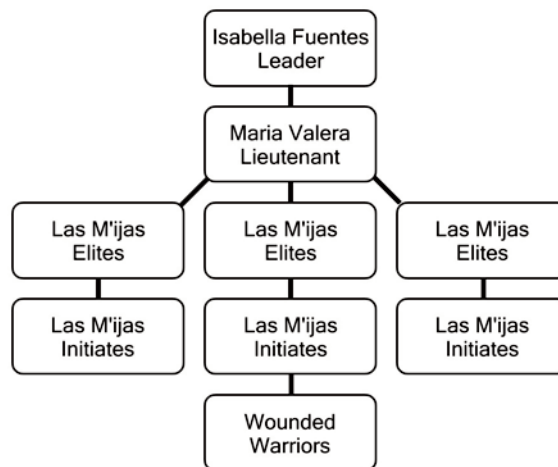 Isabella Fuentes
Leader
Maria Valera
Lieutenant
Las M'ijas
Elites
Las M'ijas
Elites
Las M'ijas
Elites
Las M'ijas
Initiates
Las M'ijas
Initiates
Las M'ijas
Initiates
Wounded
Warriors